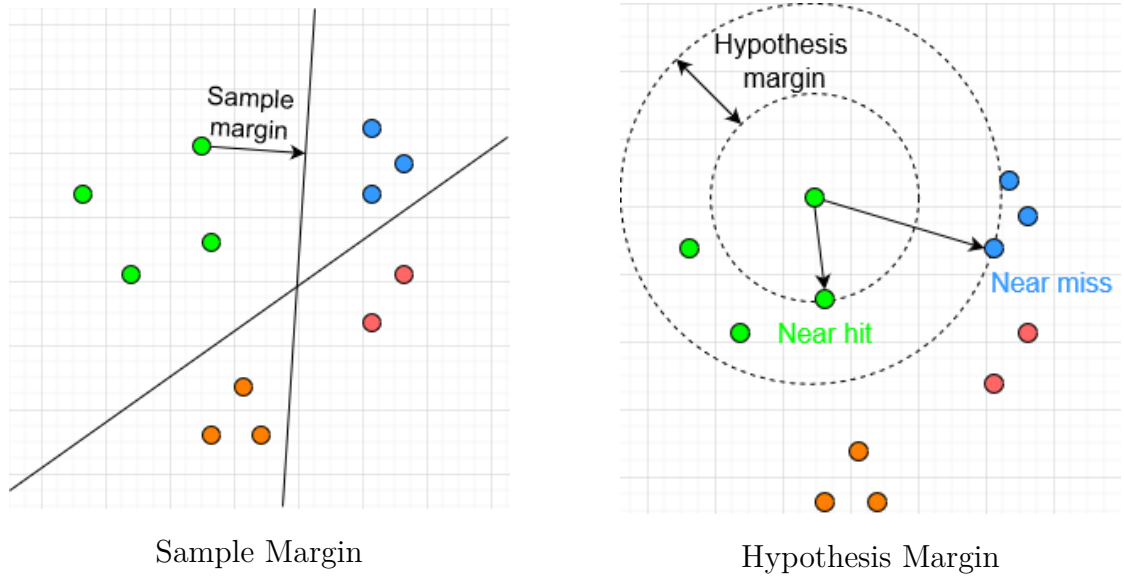 Sample
margin
Hypothesis
margin
Near miss
Near hit
Sample Margin
Hypothesis Margin